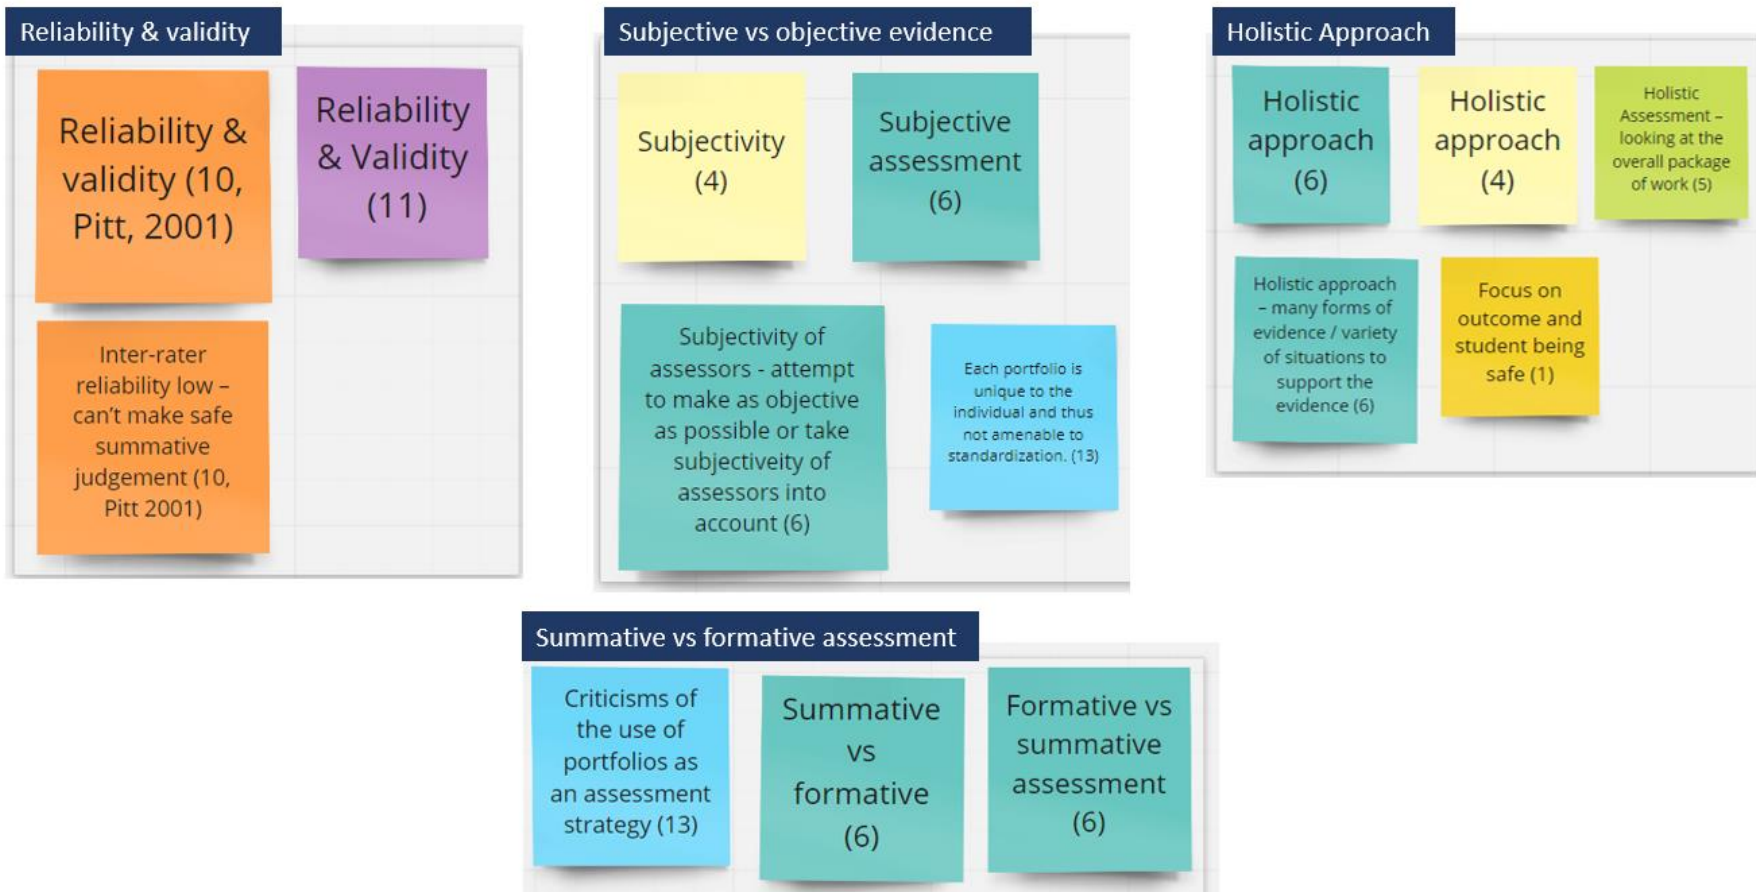 Reliability & validity
Reliability &
validity (10,
Pitt, 2001)
Reliability
& Validity
(11)
Inter-rater
reliability low –
can't make safe
summative
judgement (10,
Pitt 2001)
Subjective vs objective evidence
Subjectivity
(4)
Subjective
assessment
(6)
Subjectivity of
assessors - attempt
to make as objective
as possible or take
subjectiveity of
assessors into
account (6)
Each portfolio is
unique to the
individual and thus
not amenable to
standardization. (13)
Holistic Approach
Holistic
approach
(6)
Holistic
approach
(4)
Holistic
Assessment –
looking at the
overall package
of work (5)
Holistic approach
– many forms of
evidence / variety
of situations to
support the
evidence (6)
Focus on
outcome and
student being
safe (1)
Summative vs formative assessment
Criticisms of
the use of
portfolios as
an assessment
strategy (13)
Summative
vs
formative
(6)
Formative vs
summative
assessment
(6)